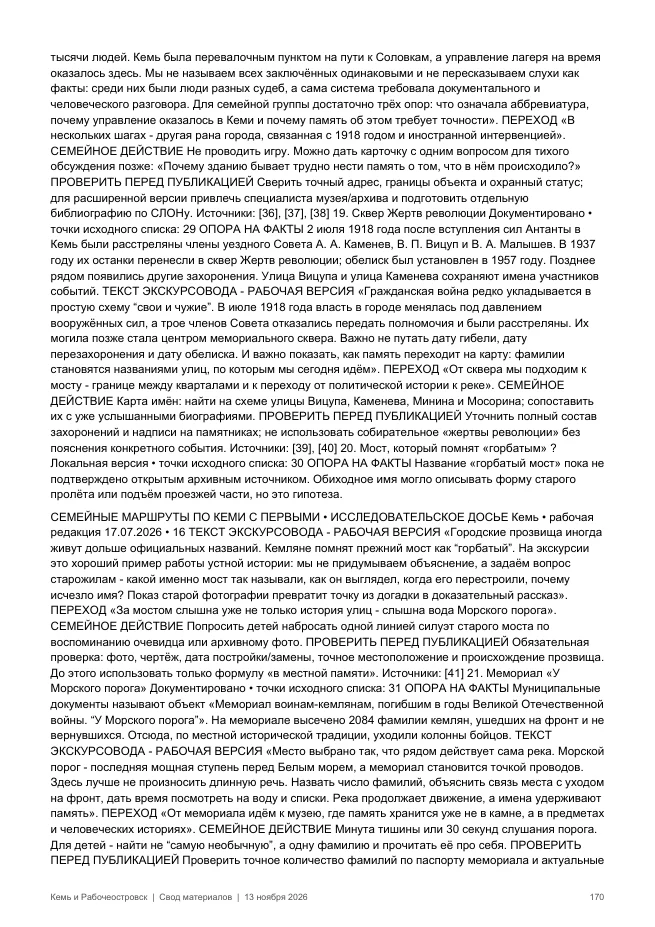 тысячи людей. Кемь была перевалочным пунктом на пути к Соловкам, а управление лагеря на время
оказалось здесь. Мы не называем всех заключённых одинаковыми и не пересказываем слухи как
факты: среди них были люди разных судеб, а сама система требовала документального и
человеческого разговора. Для семейной группы достаточно трёх опор: что означала аббревиатура,
почему управление оказалось в Кеми и почему память об этом требует точности». ПЕРЕХОД «В
нескольких шагах - другая рана города, связанная с 1918 годом и иностранной интервенцией».
СЕМЕЙНОЕ ДЕЙСТВИЕ Не проводить игру. Можно дать карточку с одним вопросом для тихого
обсуждения позже: «Почему зданию бывает трудно нести память о том, что в нём происходило?»
ПРОВЕРИТЬ ПЕРЕД ПУБЛИКАЦИЕЙ Сверить точный адрес, границы объекта и охранный статус;
для расширенной версии привлечь специалиста музея/архива и подготовить отдельную
библиографию по СЛОНу. Источники: [36], [37], [38] 19. Сквер Жертв революции Документировано •
точки исходного списка: 29 ОПОРА НА ФАКТЫ 2 июля 1918 года после вступления сил Антанты в
Кемь были расстреляны члены уездного Совета А. А. Каменев, В. П. Вицуп и В. А. Малышев. В 1937
году их останки перенесли в сквер Жертв революции; обелиск был установлен в 1957 году. Позднее
рядом появились другие захоронения. Улица Вицупа и улица Каменева сохраняют имена участников
событий. ТЕКСТ ЭКСКУРСОВОДА - РАБОЧАЯ ВЕРСИЯ «Гражданская война редко укладывается в
простую схему “свои и чужие”. В июле 1918 года власть в городе менялась под давлением
вооружённых сил, а трое членов Совета отказались передать полномочия и были расстреляны. Их
могила позже стала центром мемориального сквера. Важно не путать дату гибели, дату
перезахоронения и дату обелиска. И важно показать, как память переходит на карту: фамилии
становятся названиями улиц, по которым мы сегодня идём». ПЕРЕХОД «От сквера мы подходим к
мосту - границе между кварталами и к переходу от политической истории к реке». СЕМЕЙНОЕ
ДЕЙСТВИЕ Карта имён: найти на схеме улицы Вицупа, Каменева, Минина и Мосорина; сопоставить
их с уже услышанными биографиями. ПРОВЕРИТЬ ПЕРЕД ПУБЛИКАЦИЕЙ Уточнить полный состав
захоронений и надписи на памятниках; не использовать собирательное «жертвы революции» без
пояснения конкретного события. Источники: [39], [40] 20. Мост, который помнят «горбатым» ?
Локальная версия • точки исходного списка: 30 ОПОРА НА ФАКТЫ Название «горбатый мост» пока не
подтверждено открытым архивным источником. Обиходное имя могло описывать форму старого
пролёта или подъём проезжей части, но это гипотеза.
СЕМЕЙНЫЕ МАРШРУТЫ ПО КЕМИ С ПЕРВЫМИ • ИССЛЕДОВАТЕЛЬСКОЕ ДОСЬЕ Кемь • рабочая
редакция 17.07.2026 • 16 ТЕКСТ ЭКСКУРСОВОДА - РАБОЧАЯ ВЕРСИЯ «Городские прозвища иногда
живут дольше официальных названий. Кемляне помнят прежний мост как “горбатый”. На экскурсии
это хороший пример работы устной истории: мы не придумываем объяснение, а задаём вопрос
старожилам - какой именно мост так называли, как он выглядел, когда его перестроили, почему
исчезло имя? Показ старой фотографии превратит точку из догадки в доказательный рассказ».
ПЕРЕХОД «За мостом слышна уже не только история улиц - слышна вода Морского порога».
СЕМЕЙНОЕ ДЕЙСТВИЕ Попросить детей набросать одной линией силуэт старого моста по
воспоминанию очевидца или архивному фото. ПРОВЕРИТЬ ПЕРЕД ПУБЛИКАЦИЕЙ Обязательная
проверка: фото, чертёж, дата постройки/замены, точное местоположение и происхождение прозвища.
До этого использовать только формулу «в местной памяти». Источники: [41] 21. Мемориал «У
Морского порога» Документировано • точки исходного списка: 31 ОПОРА НА ФАКТЫ Муниципальные
документы называют объект «Мемориал воинам-кемлянам, погибшим в годы Великой Отечественной
войны. “У Морского порога”». На мемориале высечено 2084 фамилии кемлян, ушедших на фронт и не
вернувшихся. Отсюда, по местной исторической традиции, уходили колонны бойцов. ТЕКСТ
ЭКСКУРСОВОДА - РАБОЧАЯ ВЕРСИЯ «Место выбрано так, что рядом действует сама река. Морской
порог - последняя мощная ступень перед Белым морем, а мемориал становится точкой проводов.
Здесь лучше не произносить длинную речь. Назвать число фамилий, объяснить связь места с уходом
на фронт, дать время посмотреть на воду и списки. Река продолжает движение, а имена удерживают
память». ПЕРЕХОД «От мемориала идём к музею, где память хранится уже не в камне, а в предметах
и человеческих историях». СЕМЕЙНОЕ ДЕЙСТВИЕ Минута тишины или 30 секунд слушания порога.
Для детей - найти не “самую необычную”, а одну фамилию и прочитать её про себя. ПРОВЕРИТЬ
ПЕРЕД ПУБЛИКАЦИЕЙ Проверить точное количество фамилий по паспорту мемориала и актуальные
Кемь и Рабочеостровск | Свод материалов | 13 ноября 2026 170